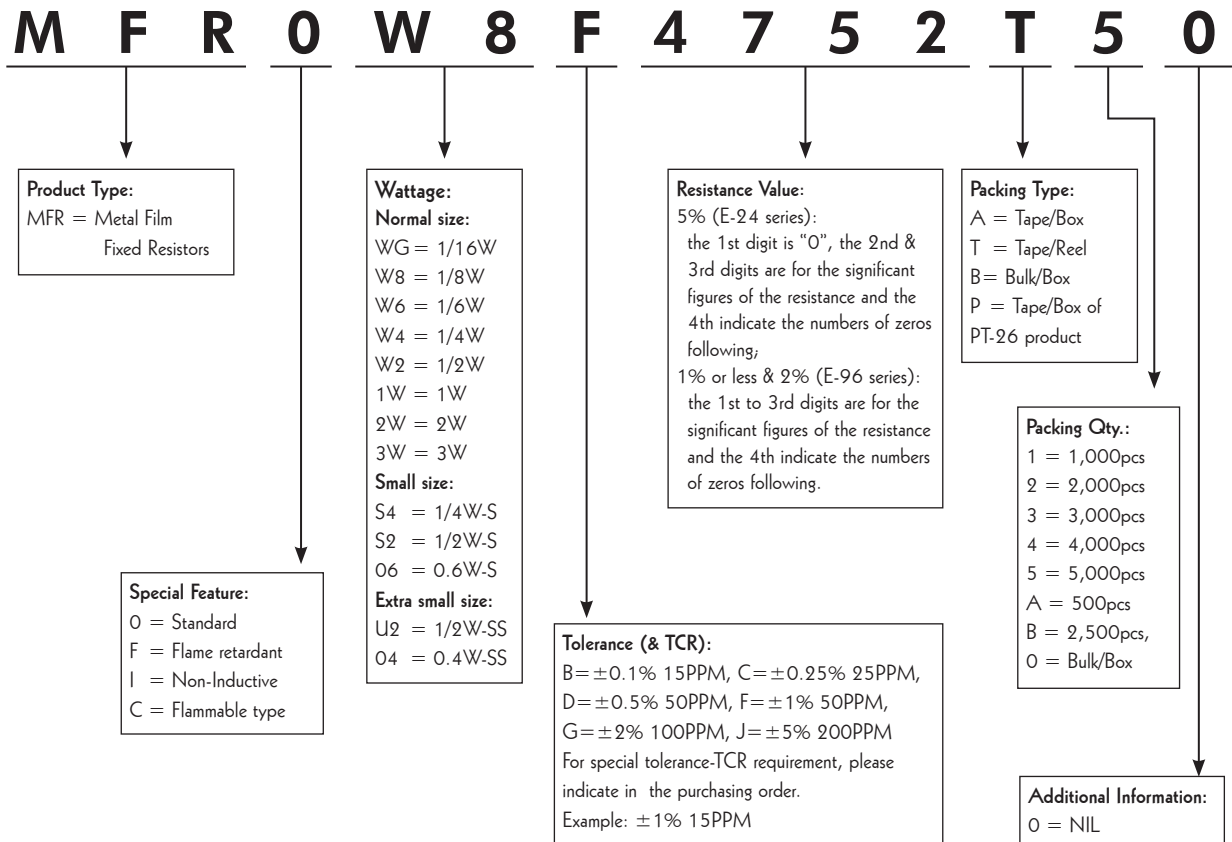 M F R 0 W 8 F 4 7 5 2 T 5 0
Product Type:
MFR = Metal Film
Fixed Resistors
Special Feature:
0 = Standard
F = Flame retardant
I = Non-Inductive
C = Flammable type
Wattage:
Normal size:
WG = 1/16W
W8 = 1/8W
W6 = 1/6W
W4 = 1/4W
W2 = 1/2W
1W = 1W
2W = 2W
3W = 3W
Small size:
S4 = 1/4W-S
S2 = 1/2W-S
06 = 0.6W-S
Extra small size:
U2 = 1/2W-SS
04 = 0.4W-SS
Tolerance (& TCR):
B=±0.1% 15PPM, C=±0.25% 25PPM,
D=±0.5% 50PPM, F=±1% 50PPM,
G=±2% 100PPM, J=±5% 200PPM
For special tolerance-TCR requirement, please
indicate in the purchasing order.
Example: ±1% 15PPM
Resistance Value:
5% (E-24 series):
the 1st digit is “0”, the 2nd &
3rd digits are for the significant
figures of the resistance and the
4th indicate the numbers of zeros
following;
1% or less & 2% (E-96 series):
the 1st to 3rd digits are for the
significant figures of the resistance
and the 4th indicate the numbers
of zeros following.
Packing Type:
A = Tape/Box
T = Tape/Reel
B= Bulk/Box
P = Tape/Box of
PT-26 product
Packing Qty.:
1 = 1,000pcs
2 = 2,000pcs
3 = 3,000pcs
4 = 4,000pcs
5 = 5,000pcs
A = 500pcs
B = 2,500pcs,
0 = Bulk/Box
Additional Information:
0 = NIL